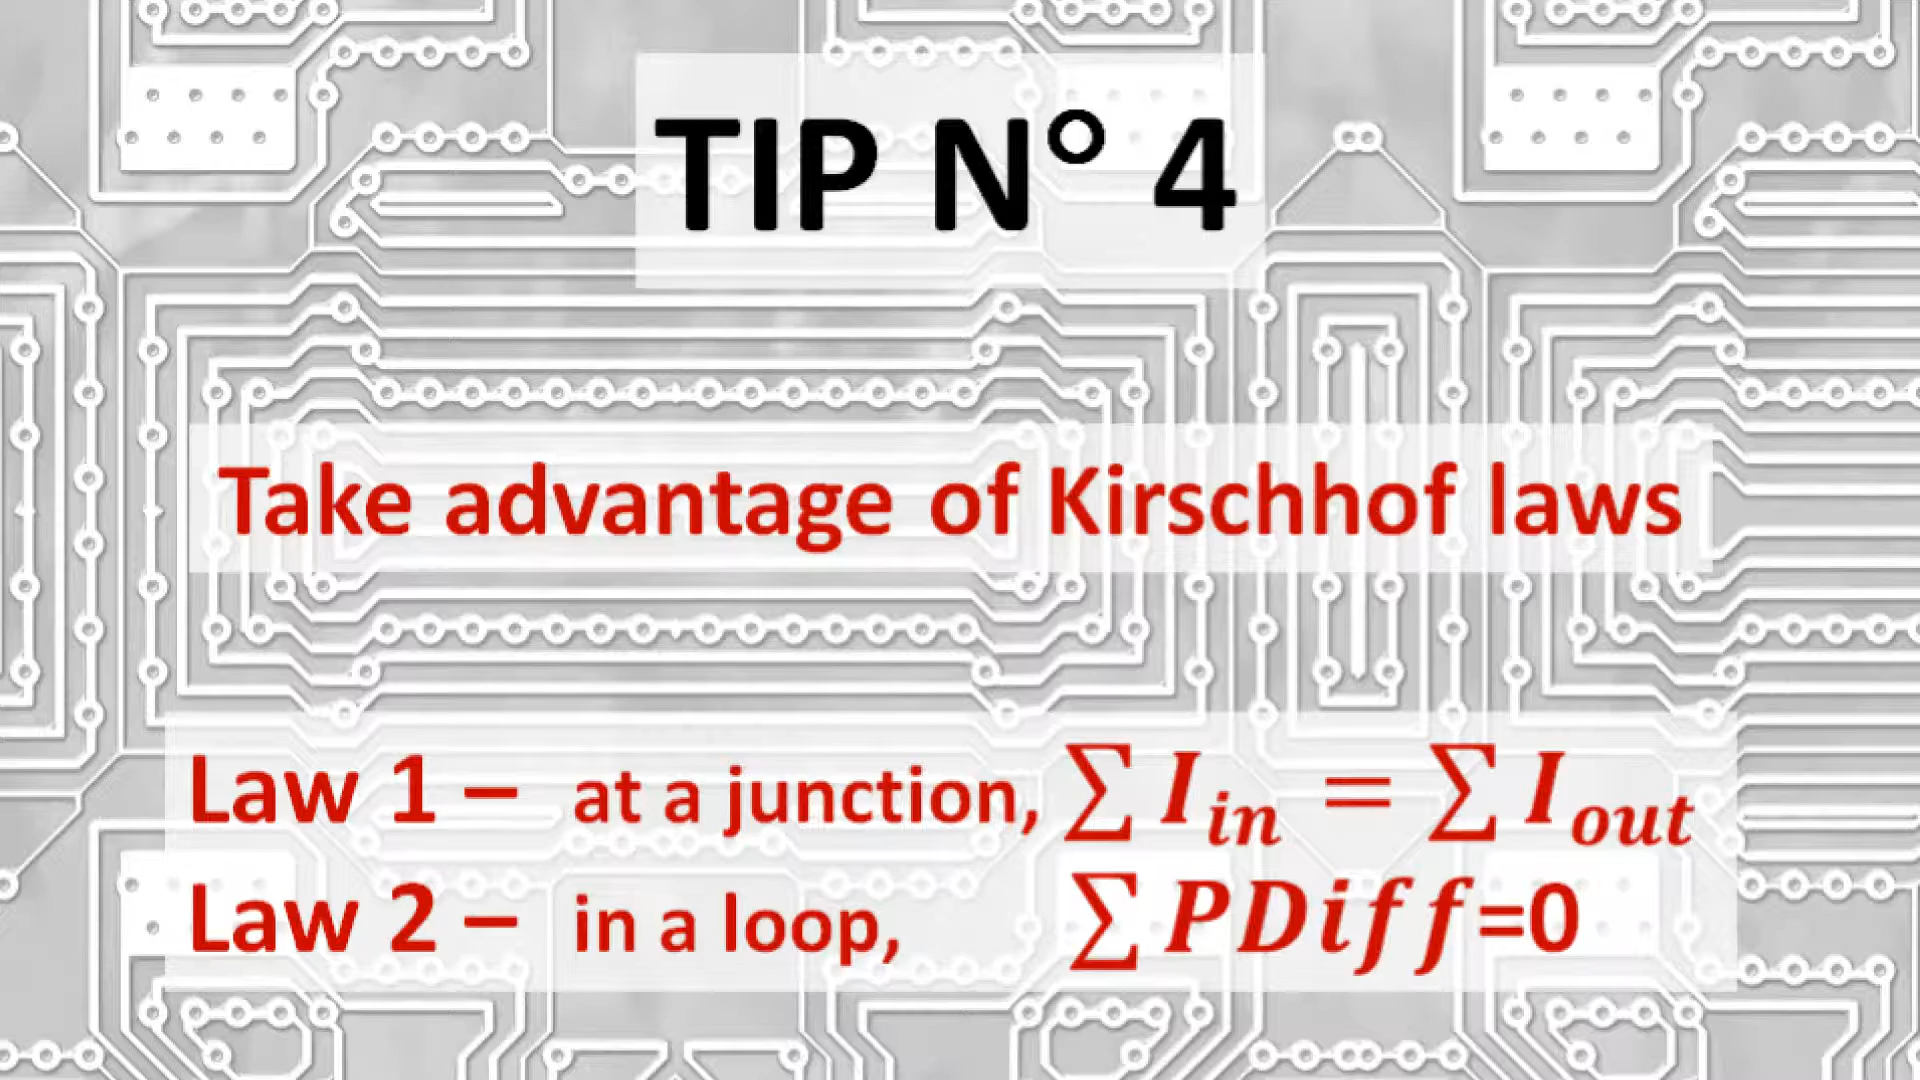 TIP N° 4
Take advantage of Kirschhof laws
Law 1 – at a junction, ∑ I_in = ∑ I_out
Law 2 – in a loop, ∑ PDiff=0